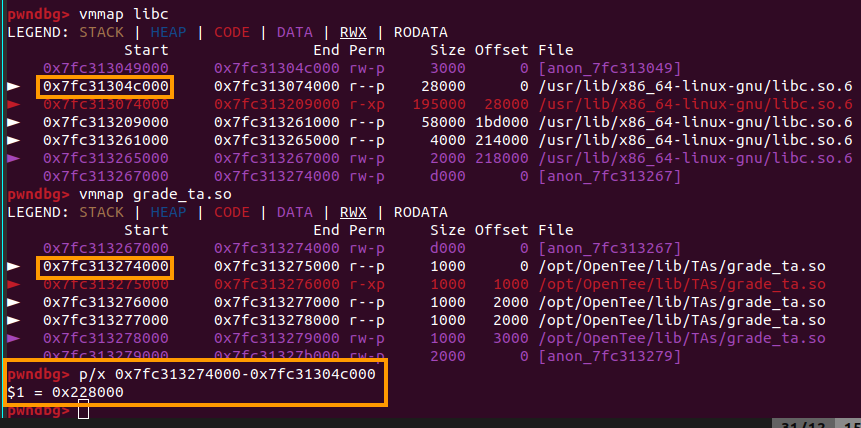 pwndbg> vmmap libc
LEGEND: STACK | HEAP | CODE | DATA | RWX | RODATA
Start End Perm Size Offset File
0x7fc313049000 0x7fc31304c000 rw-p 3000 0 [anon_7fc313049]
► 0x7fc31304c000 0x7fc313074000 r--p 28000 0 /usr/lib/x86_64-linux-gnu/libc.so.6
► 0x7fc313074000 0x7fc313209000 r-xp 195000 28000 /usr/lib/x86_64-linux-gnu/libc.so.6
► 0x7fc313209000 0x7fc313261000 r--p 58000 1bd000 /usr/lib/x86_64-linux-gnu/libc.so.6
► 0x7fc313261000 0x7fc313265000 r--p 4000 214000 /usr/lib/x86_64-linux-gnu/libc.so.6
► 0x7fc313265000 0x7fc313267000 rw-p 2000 218000 /usr/lib/x86_64-linux-gnu/libc.so.6
0x7fc313267000 0x7fc313274000 rw-p d000 0 [anon_7fc313267]
pwndbg> vmmap grade_ta.so
LEGEND: STACK | HEAP | CODE | DATA | RWX | RODATA
Start End Perm Size Offset File
0x7fc313267000 0x7fc313274000 rw-p d000 0 [anon_7fc313267]
► 0x7fc313274000 0x7fc313275000 r--p 1000 0 /opt/OpenTee/lib/TAs/grade_ta.so
► 0x7fc313275000 0x7fc313276000 r-xp 1000 1000 /opt/OpenTee/lib/TAs/grade_ta.so
► 0x7fc313276000 0x7fc313277000 r--p 1000 2000 /opt/OpenTee/lib/TAs/grade_ta.so
► 0x7fc313277000 0x7fc313278000 r--p 1000 2000 /opt/OpenTee/lib/TAs/grade_ta.so
► 0x7fc313278000 0x7fc313279000 rw-p 1000 3000 /opt/OpenTee/lib/TAs/grade_ta.so
0x7fc313279000 0x7fc31327b000 rw-p 2000 0 [anon_7fc313279]
pwndbg> p/x 0x7fc313274000-0x7fc31304c000
$1 = 0x228000
pwndbg>